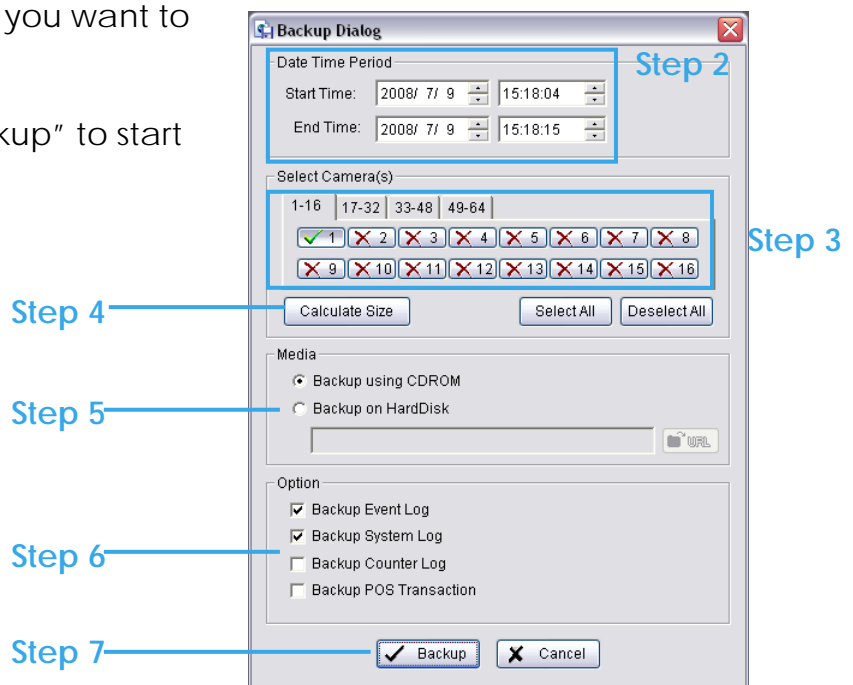 you want to
kup" to start
Backup Dialog
Date Time Period
Step 2
Start Time: 2008/ 7/ 9 15:18:04
End Time: 2008/ 7/ 9 15:18:15
Select Camera(s)
1-16 17-32 33-48 49-64
1 2 3 4 5 6 7 8
Step 3
9 10 11 12 13 14 15 16
Step 4
Calculate Size Select All Deselect All
Media
Backup using CDROM
Step 5
Backup on HardDisk
URL
Option
Backup Event Log
Backup System Log
Step 6
Backup Counter Log
Backup POS Transaction
Step 7
Backup Cancel